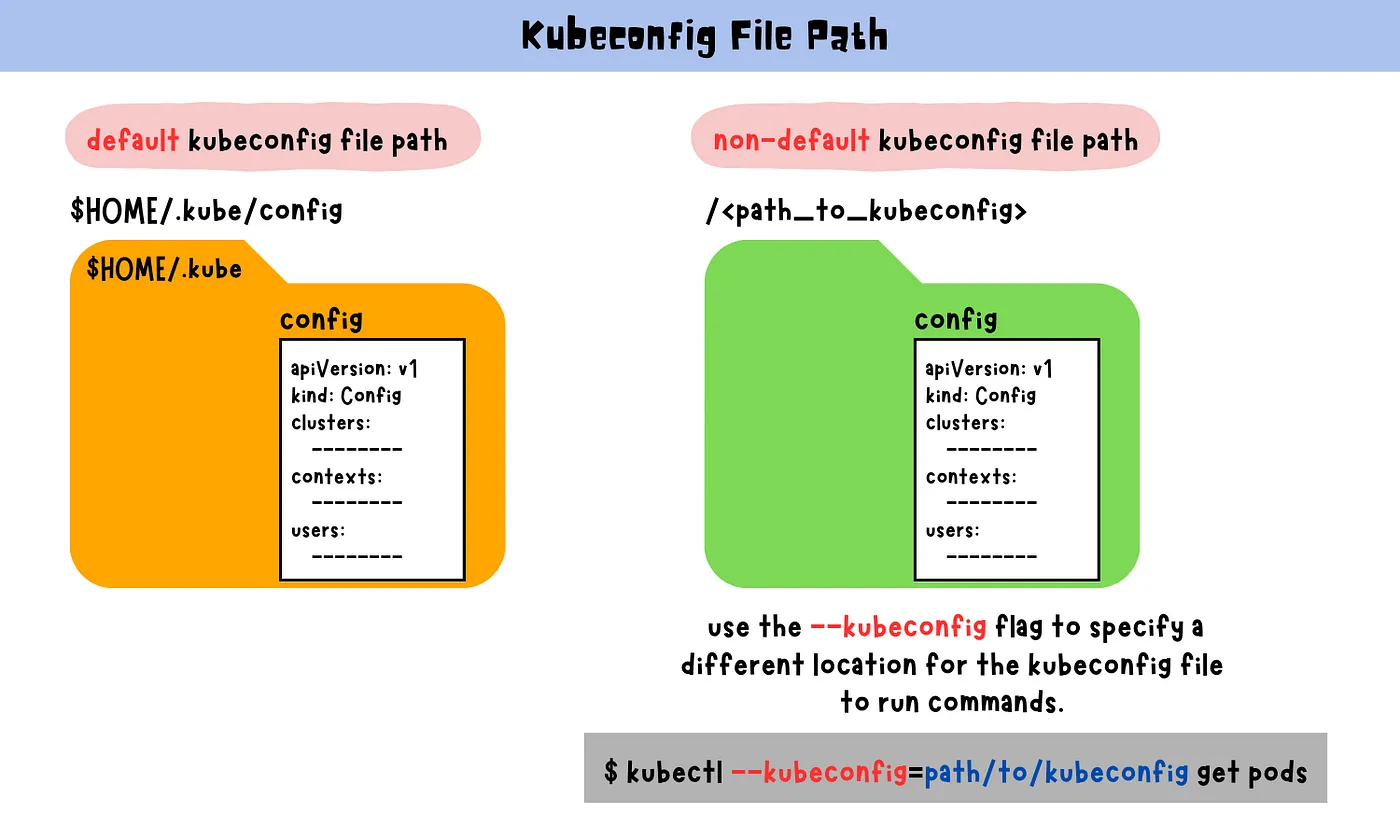 Kubeconfig File Path
default kubeconfig file path
$HOME/.kube/config
$HOME/.kube
config
apiVersion: v1
kind: Config
clusters:
--------
contexts:
--------
users:
--------
non-default kubeconfig file path
/<path_to_kubeconfig>
config
apiVersion: v1
kind: Config
clusters:
--------
contexts:
--------
users:
--------
use the --kubeconfig flag to specify a
different location for the kubeconfig file
to run commands.
$ kubectl --kubeconfig=path/to/kubeconfig get pods